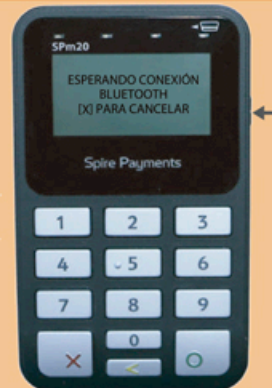 SPm20
ESPERANDO CONEXIÓN
BLUETOOTH
[X] PARA CANCELAR
Spire Payments
1 2 3
4 5 6
7 8 9
0